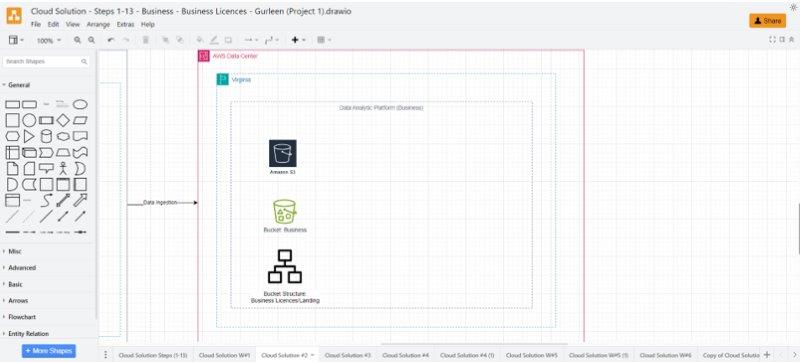 Cloud Solution - Steps 1-13 - Business - Business Licences - Gurleen (Project 1).drawio
File Edit View Arrange Extras Help
Share
100%
Search Shapes
General
Misc
Advanced
Basic
Arrows
Flowchart
Entity Relation
+ More Shapes
AWS Data Center
Virginia
Data Analytic Platform (Business)
Amazon S3
Data Ingestion
Bucket: Business
Bucket Structure:
Business Licences/Landing
Cloud Solution Steps (1-13) Cloud Solution W#1 Cloud Solution #2 Cloud Solution #3 Cloud Solution #4 Cloud Solution #4 (1) Cloud Solution W#5 Cloud Solution W#5 (1) Cloud Solution W#6 Copy of Cloud Solutio